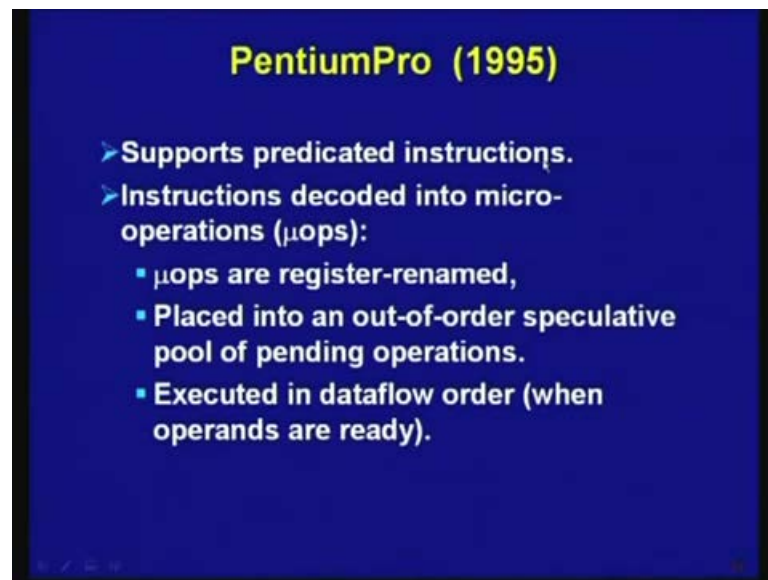 PentiumPro (1995)
➢Supports predicated instructions.
➢Instructions decoded into micro-
operations (μops):
▪ μops are register-renamed,
▪ Placed into an out-of-order speculative
pool of pending operations.
▪ Executed in dataflow order (when
operands are ready).